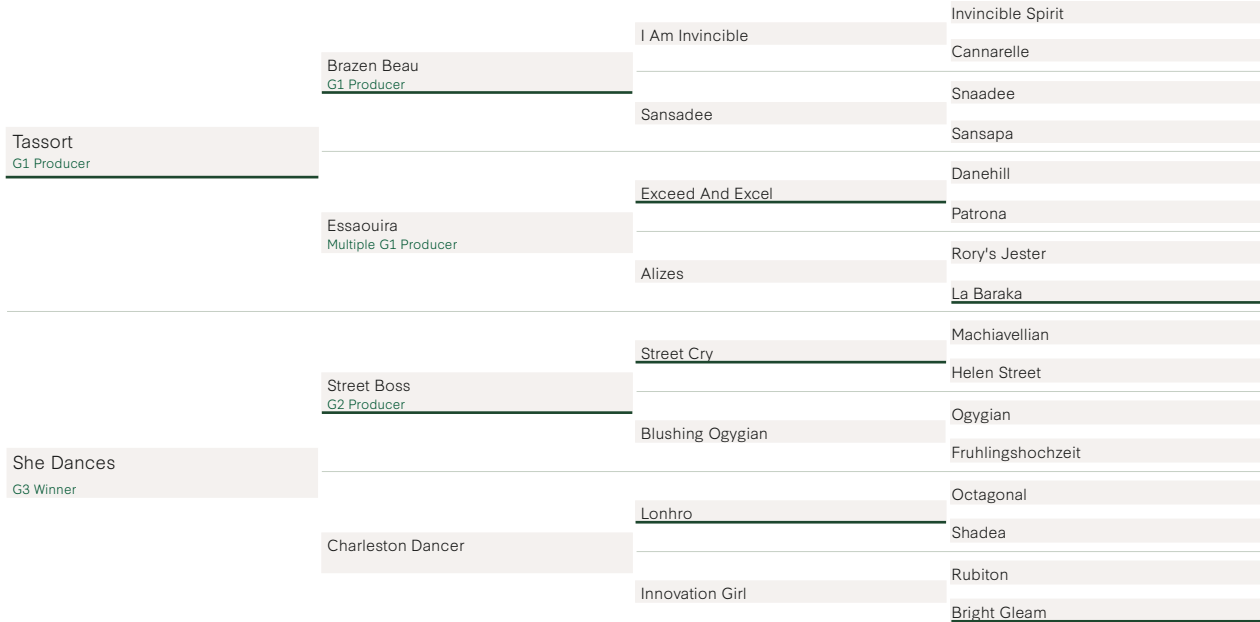 Tassort
G1 Producer
She Dances
G3 Winner
Brazen Beau
G1 Producer
Essaouira
Multiple G1 Producer
Street Boss
G2 Producer
Charleston Dancer
I Am Invincible
Sansadee
Exceed And Excel
Alizes
Street Cry
Blushing Ogygian
Lonhro
Innovation Girl
Invincible Spirit
Cannarelle
Snaadee
Sansapa
Danehill
Patrona
Rory's Jester
La Baraka
Machiavellian
Helen Street
Ogygian
Fruhlingshochzeit
Octagonal
Shadea
Rubiton
Bright Gleam